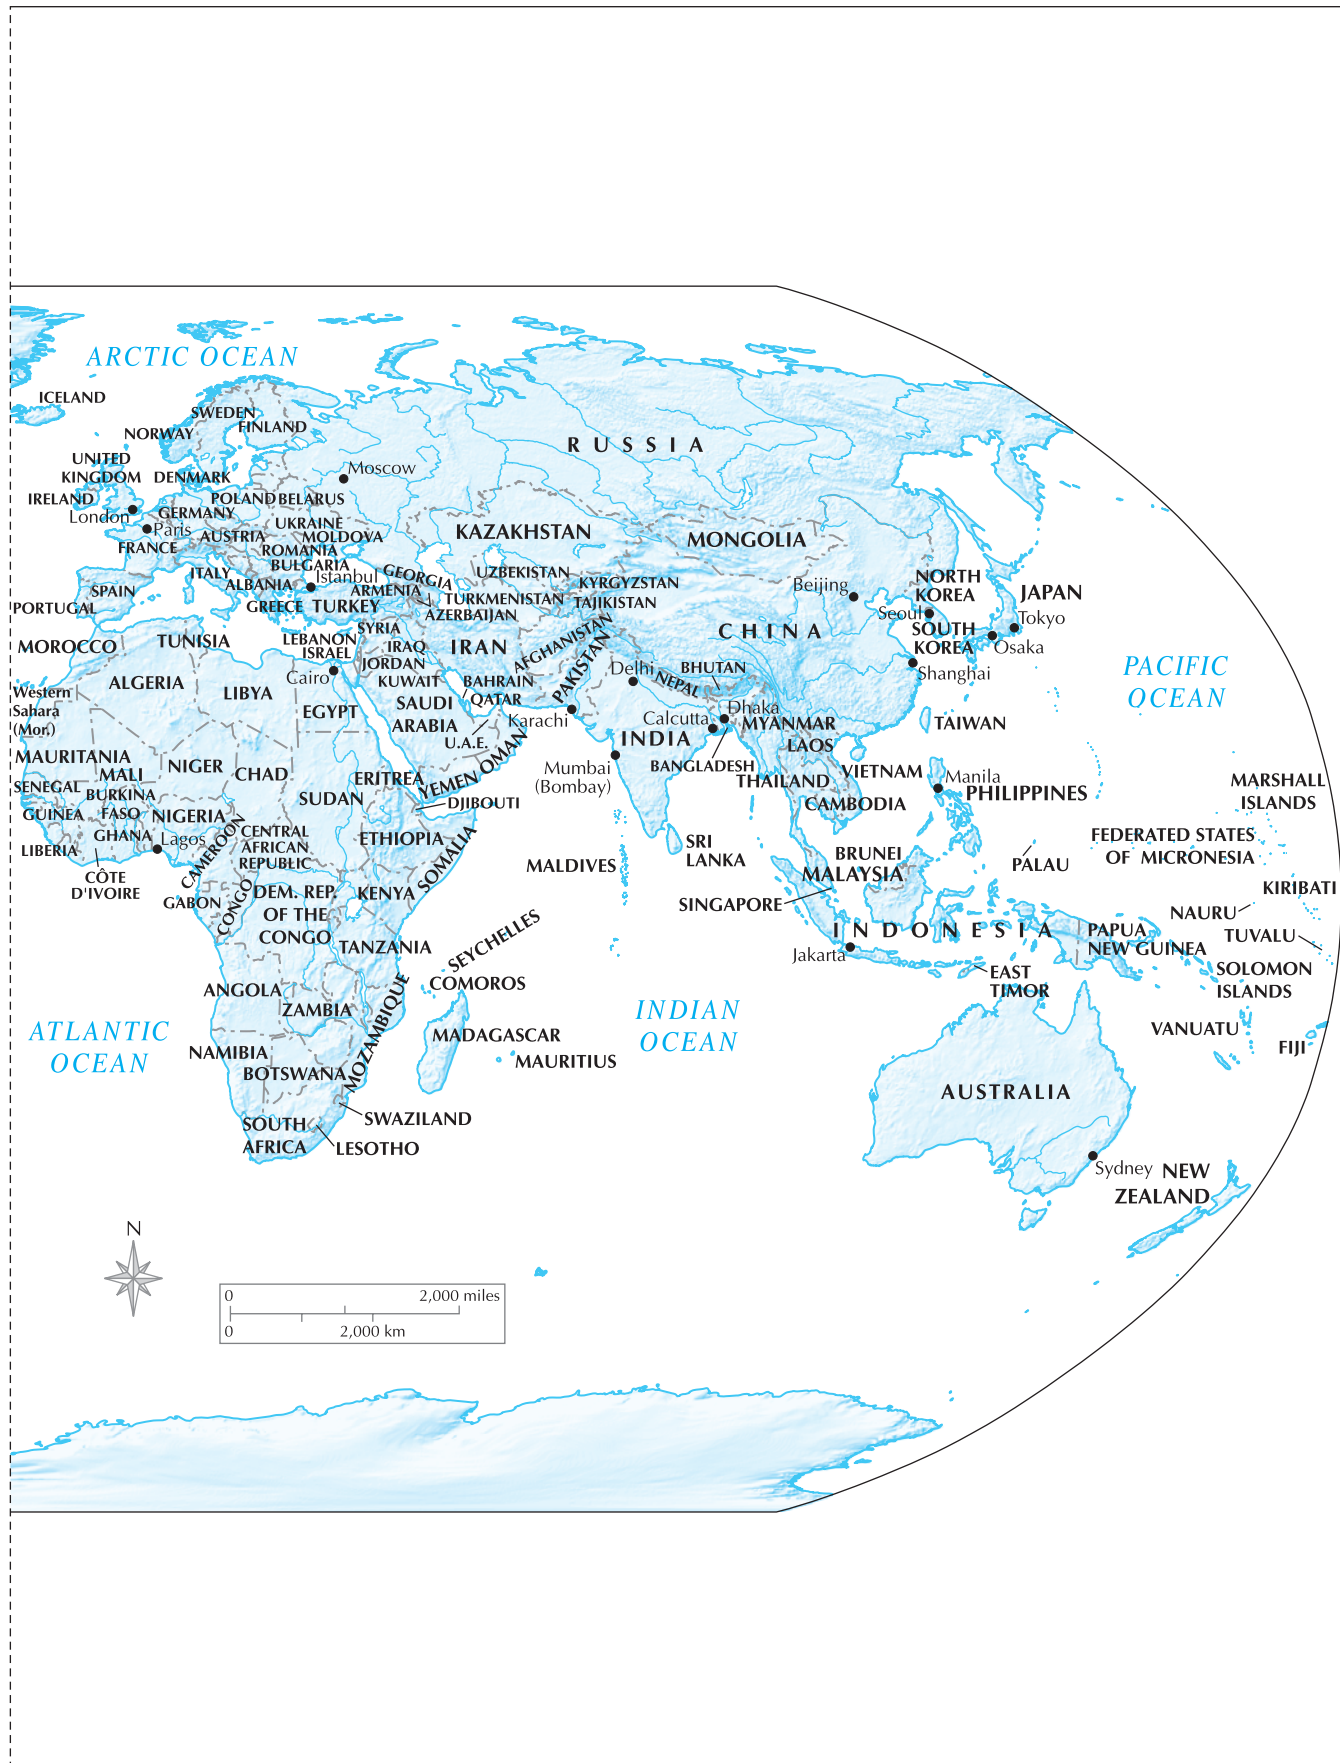 ARCTIC OCEAN
ICELAND
SWEDEN
FINLAND
NORWAY
RUSSIA
UNITED
KINGDOM
DENMARK
Moscow
IRELAND
London
POLAND
BELARUS
GERMANY
Paris
UKRAINE
MOLDOVA
AUSTRIA
FRANCE
ROMANIA
BULGARIA
KAZAKHSTAN
MONGOLIA
ITALY
ALBANIA
Istanbul
SPAIN
PORTUGAL
GREECE
TURKEY
GEORGIA
ARMENIA
AZERBAIJAN
UZBEKISTAN
TURKMENISTAN
KYRGYZSTAN
TAJIKISTAN
Beijing
NORTH
KOREA
Seoul
SOUTH
KOREA
JAPAN
Tokyo
Osaka
CHINA
Shanghai
MOROCCO
TUNISIA
LEBANON
ISRAEL
SYRIA
IRAQ
JORDAN
KUWAIT
IRAN
AFGHANISTAN
PAKISTAN
Delhi
NEPAL
BHUTAN
PACIFIC
OCEAN
ALGERIA
LIBYA
Cairo
EGYPT
BAHRAIN
QATAR
SAUDI
ARABIA
U.A.E.
Karachi
Western
Sahara
(Mor.)
Calcutta
Dhaka
INDIA
BANGLADESH
MYANMAR
LAOS
TAIWAN
MAURITANIA
MALI
NIGER
CHAD
SUDAN
ERITREA
YEMEN
OMAN
DJIBOUTI
Mumbai
(Bombay)
THAILAND
VIETNAM
CAMBODIA
Manila
PHILIPPINES
MARSHALL
ISLANDS
SENEGAL
BURKINA
FASO
GUINEA
GHANA
NIGERIA
Lagos
LIBERIA
CÔTE
D'IVOIRE
CAMEROON
CENTRAL
AFRICAN
REPUBLIC
ETHIOPIA
SOMALIA
MALDIVES
SRI
LANKA
BRUNEI
MALAYSIA
SINGAPORE
PALAU
FEDERATED STATES
OF MICRONESIA
KIRIBATI
NAURU
TUVALU
GABON
CONGO
DEM. REP.
OF THE
CONGO
KENYA
TANZANIA
SEYCHELLES
COMOROS
INDONESIA
Jakarta
EAST
TIMOR
PAPUA
NEW GUINEA
SOLOMON
ISLANDS
VANUATU
FIJI
ANGOLA
ZAMBIA
MOZAMBIQUE
MADAGASCAR
MAURITIUS
ATLANTIC
OCEAN
INDIAN
OCEAN
NAMIBIA
BOTSWANA
SWAZILAND
SOUTH
AFRICA
LESOTHO
AUSTRALIA
Sydney
NEW
ZEALAND
N
0 2,000 miles
0 2,000 km